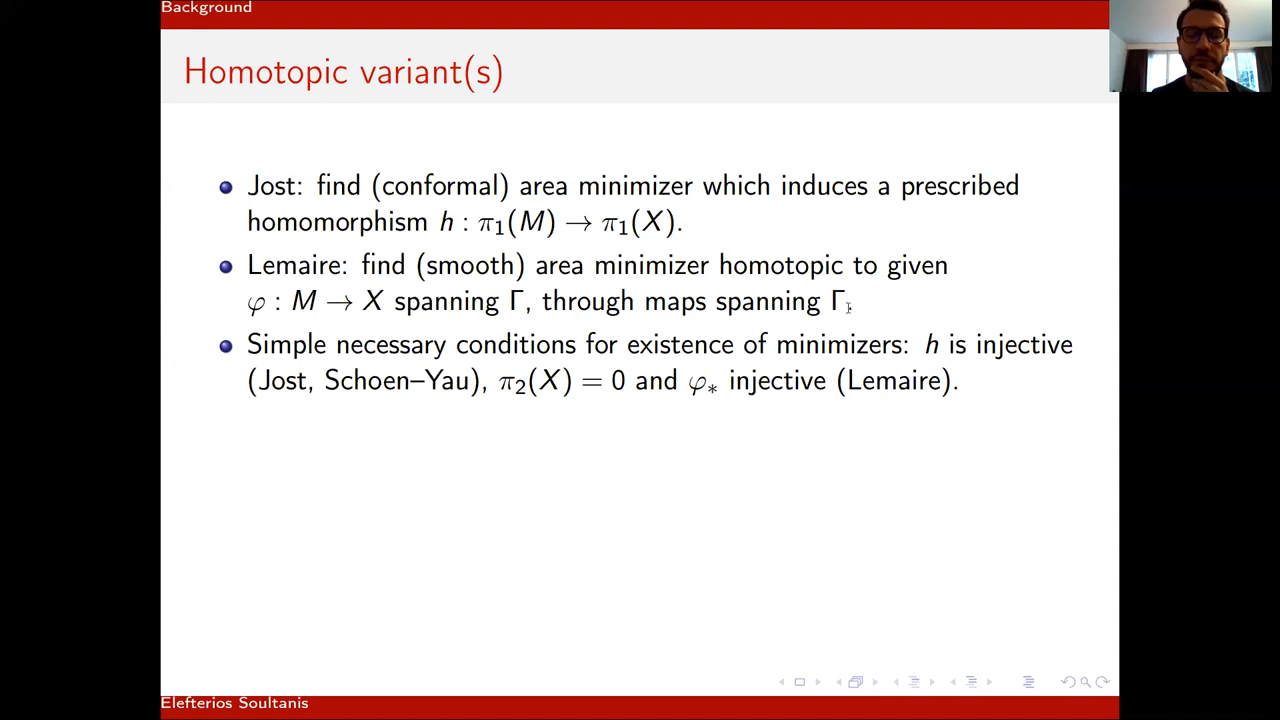 Background
Homotopic variant(s)
Jost: find (conformal) area minimizer which induces a prescribed
homomorphism h : π₁(M) → π₁(X).
Lemaire: find (smooth) area minimizer homotopic to given
φ : M → X spanning Γ, through maps spanning Γ.
Simple necessary conditions for existence of minimizers: h is injective
(Jost, Schoen–Yau), π₂(X) = 0 and φ∗ injective (Lemaire).
Elefterios Soultanis